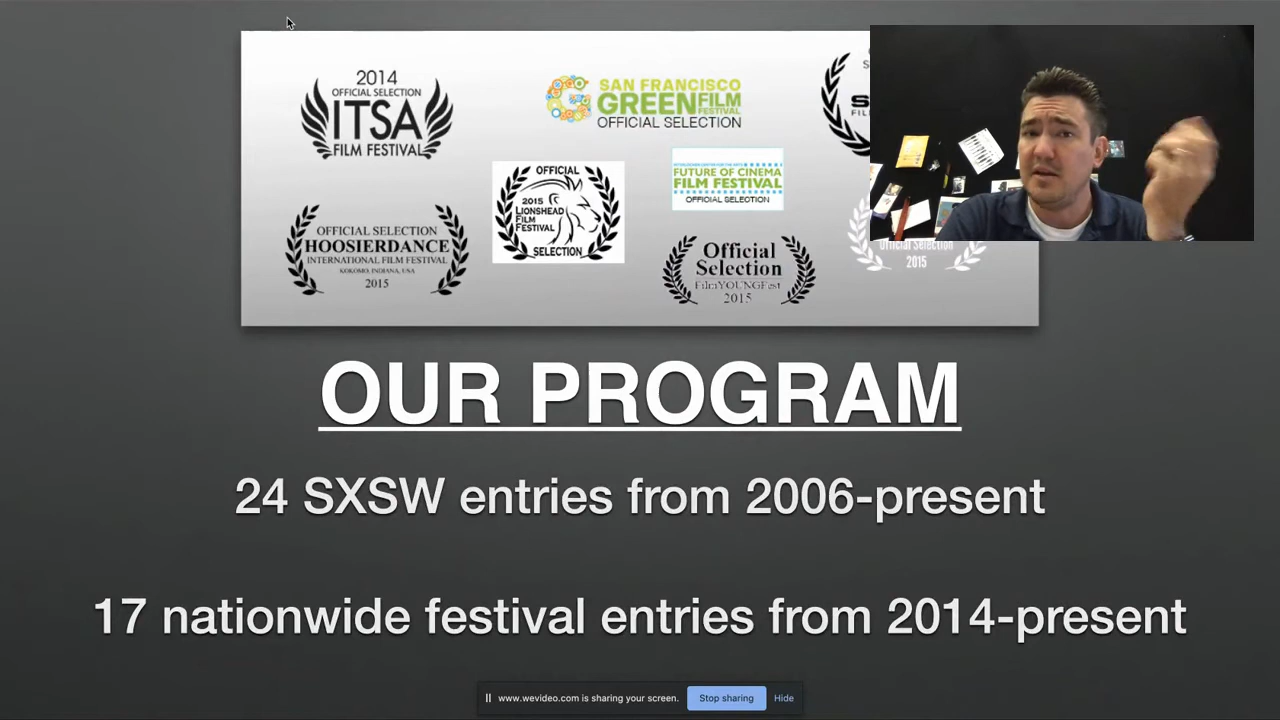 2014
OFFICIAL SELECTION
ITSA
FILM FESTIVAL
SAN FRANCISCO
GREEN FILM
FESTIVAL
OFFICIAL SELECTION
OFFICIAL
2015
LIONSHEAD
FILM
FESTIVAL
SELECTION
FUTURE OF CINEMA
FILM FESTIVAL
OFFICIAL SELECTION
OFFICIAL SELECTION
HOOSIERDANCE
INTERNATIONAL FILM FESTIVAL
KOKOMO, INDIANA, USA
2015
Official
Selection
FilmYOUNGFest
2015
Official Selection
2015
OUR PROGRAM
24 SXSW entries from 2006-present
17 nationwide festival entries from 2014-present
www.wevideo.com is sharing your screen.
Stop sharing
Hide